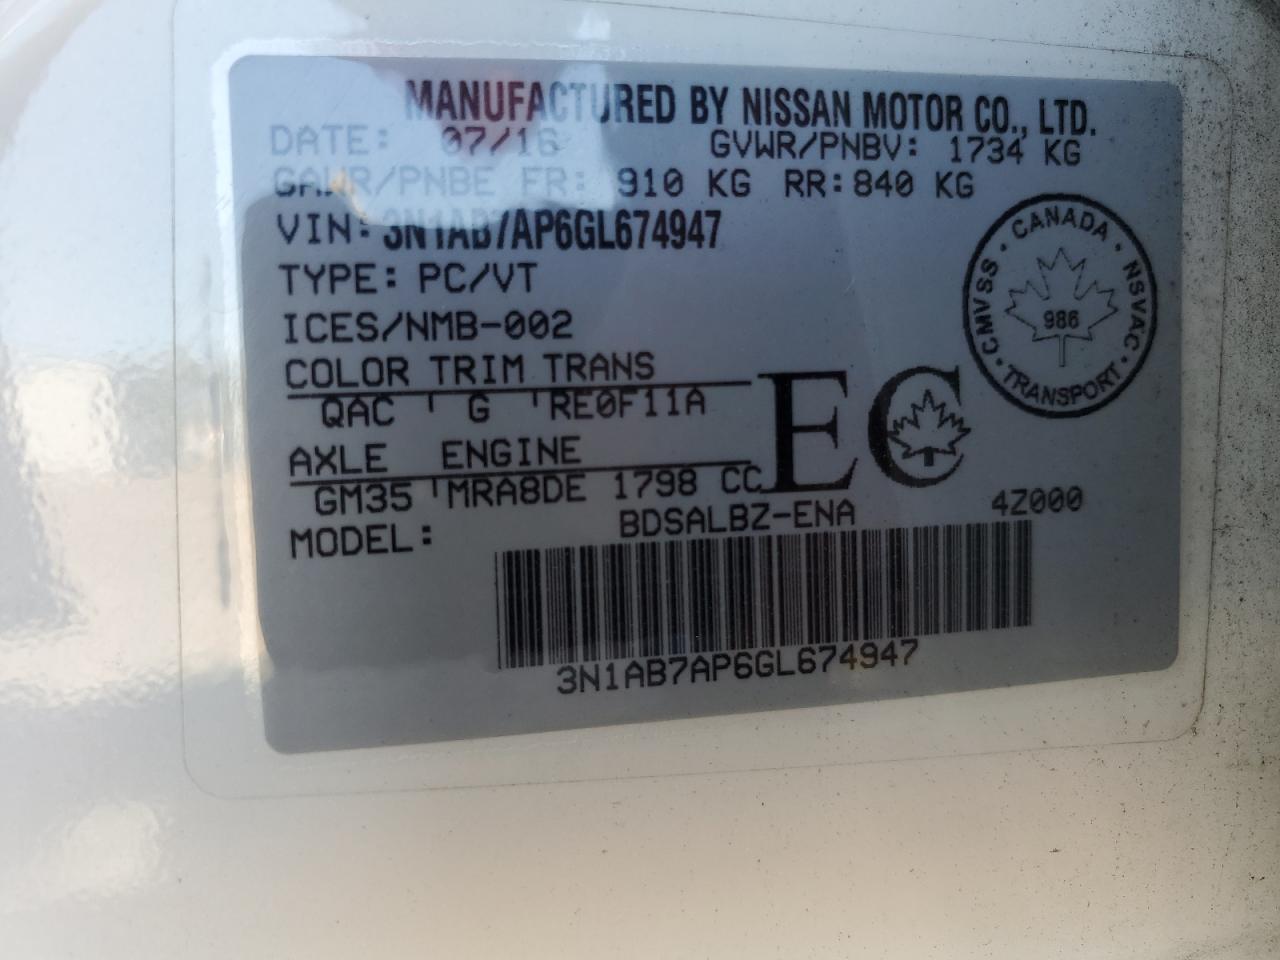 MANUFACTURED BY NISSAN MOTOR CO., LTD.
DATE: 07/16 GVWR/PNBV: 1734 KG
GAWR/PNBE FR: 910 KG RR:840 KG
VIN: 3N1AB7AP6GL674947
TYPE: PC/VT
ICES/NMB-002
COLOR TRIM TRANS
QAC G RE0F11A
AXLE ENGINE
GM35 MRA8DE 1798 CC
MODEL: BDSALBZ-ENA 4Z000
EC
CANADA · NSVAC · TRANSPORT · CMVSS ·
986
3N1AB7AP6GL674947